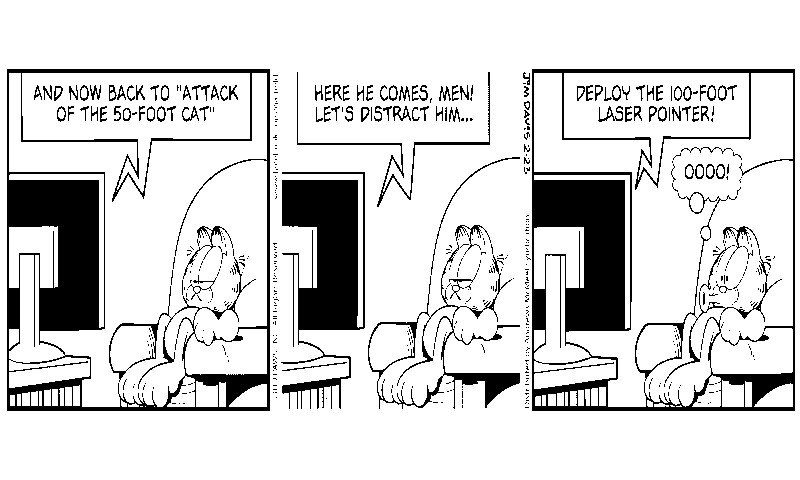 AND NOW BACK TO "ATTACK
OF THE 50-FOOT CAT"
HERE HE COMES, MEN!
LET'S DISTRACT HIM...
JIM DAVIS 2-23
DEPLOY THE 100-FOOT
LASER POINTER!
OOOO!